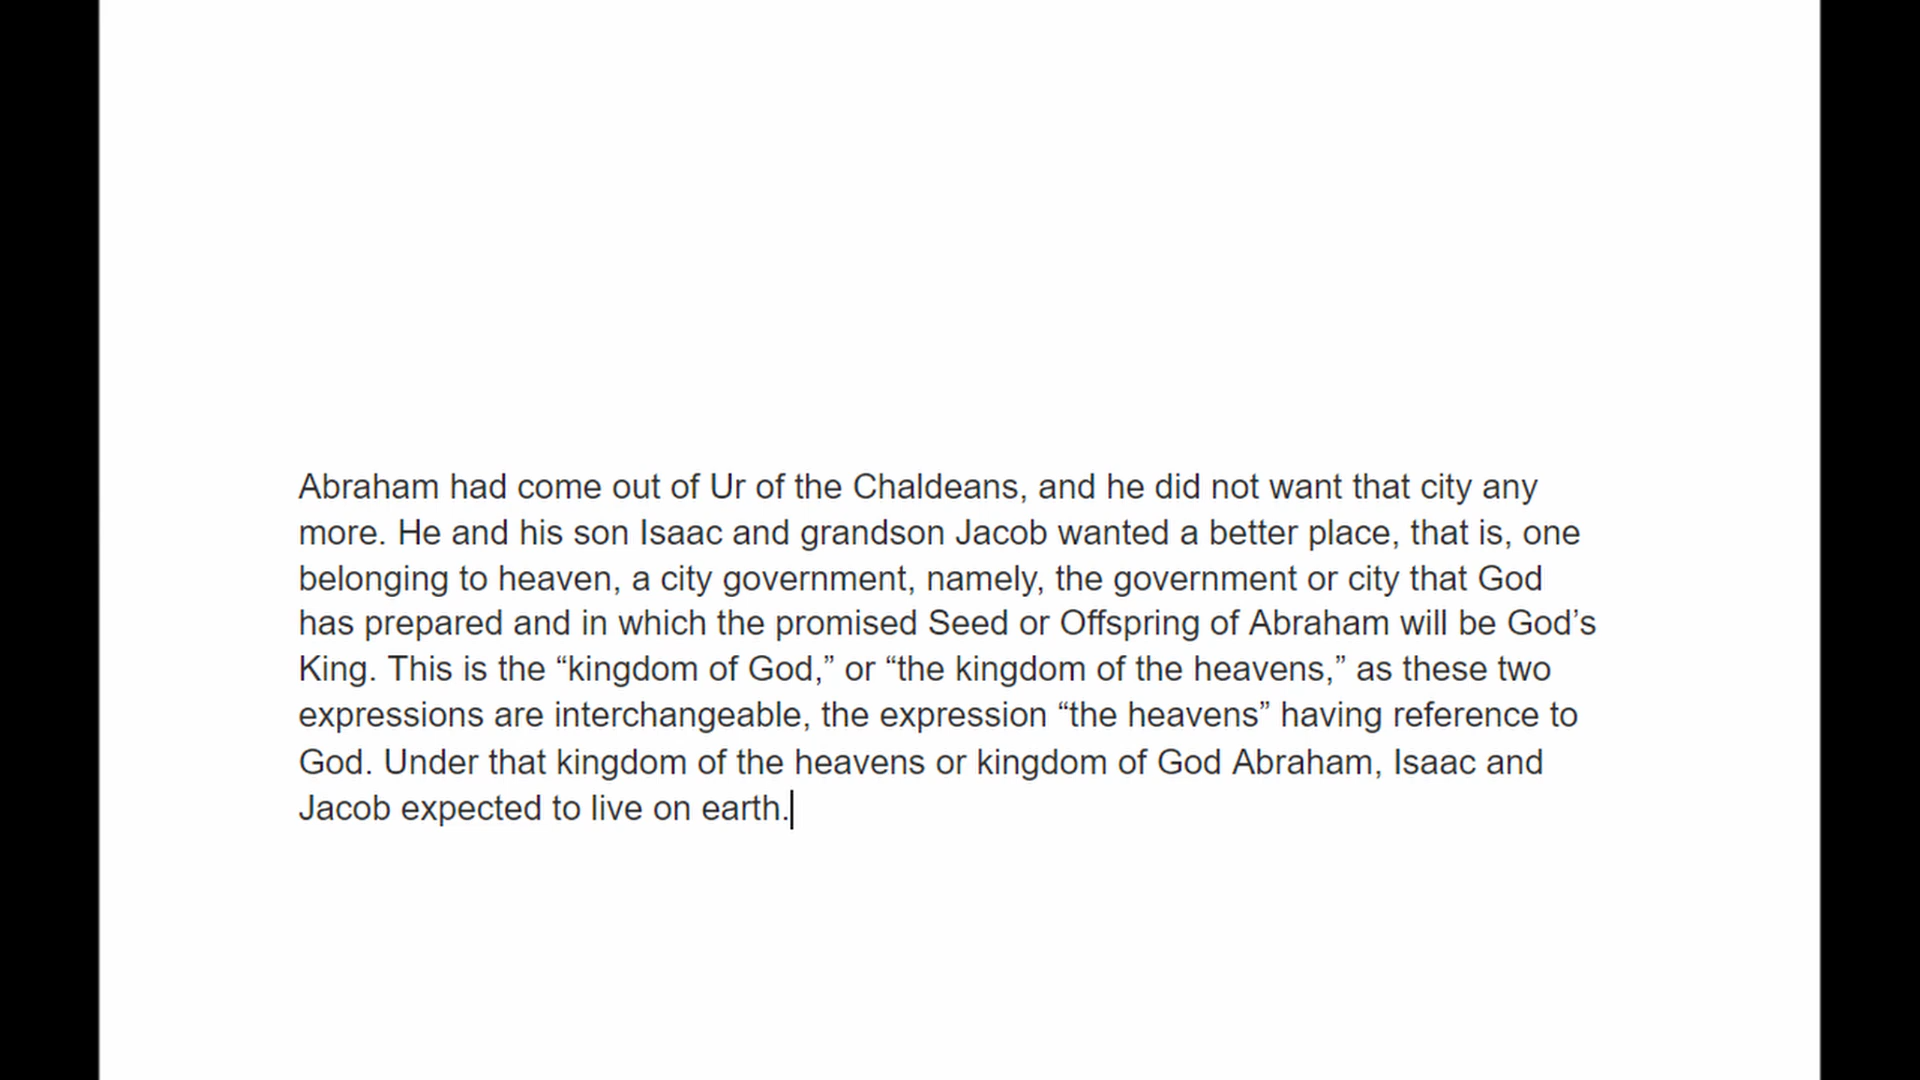 Abraham had come out of Ur of the Chaldeans, and he did not want that city any
more. He and his son Isaac and grandson Jacob wanted a better place, that is, one
belonging to heaven, a city government, namely, the government or city that God
has prepared and in which the promised Seed or Offspring of Abraham will be God’s
King. This is the “kingdom of God,” or “the kingdom of the heavens,” as these two
expressions are interchangeable, the expression “the heavens” having reference to
God. Under that kingdom of the heavens or kingdom of God Abraham, Isaac and
Jacob expected to live on earth.